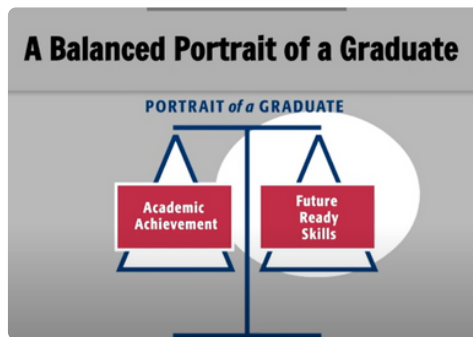 A Balanced Portrait of a Graduate
PORTRAIT of a GRADUATE
Academic
Achievement
Future
Ready
Skills